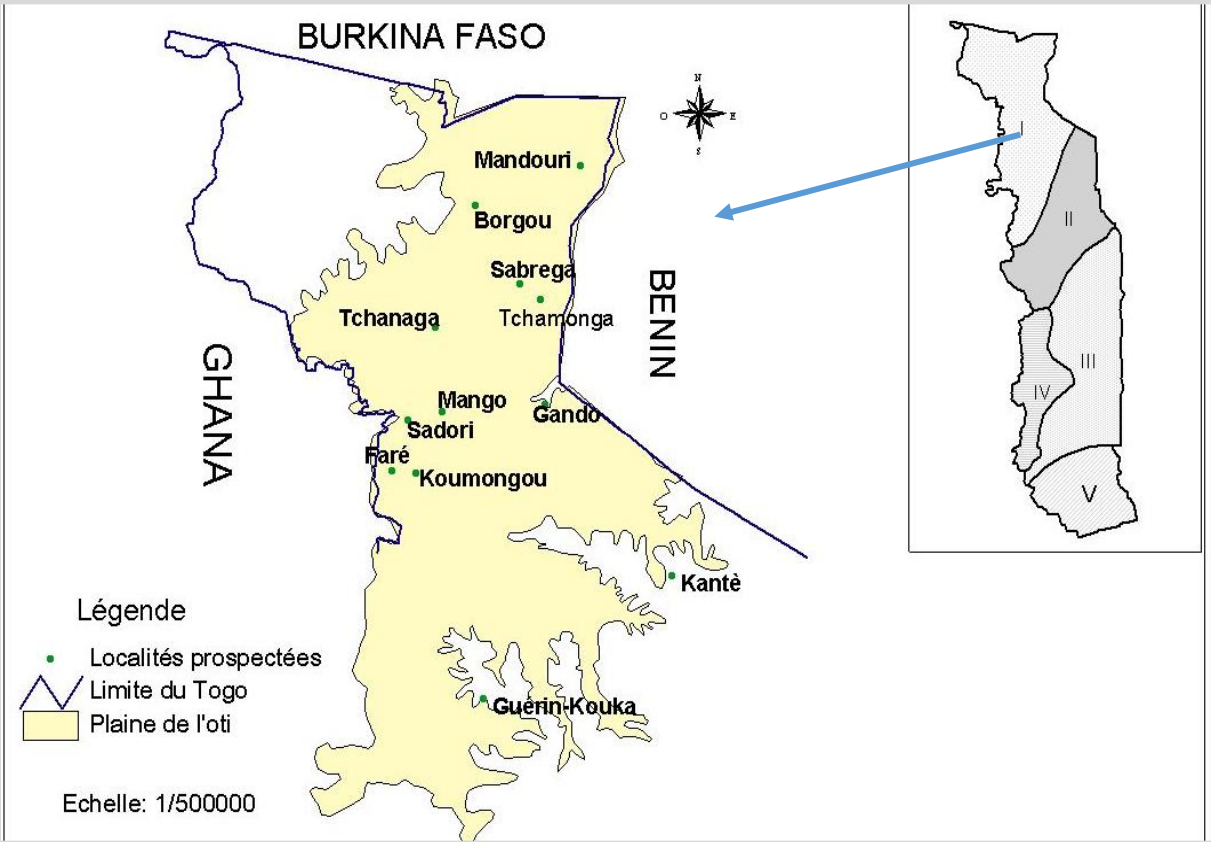 BURKINA FASO
N
O
E
S
I
Mandouri
II
Borgou
Sabrega
BENIN
Tchanaga
Tchamonga
GHANA
III
Mango
IV
Gando
Sadori
Faré
Koumongou
V
Kantè
Légende
Localités prospectées
Limite du Togo
Guérin-Kouka
Plaine de l'oti
Echelle: 1/500000